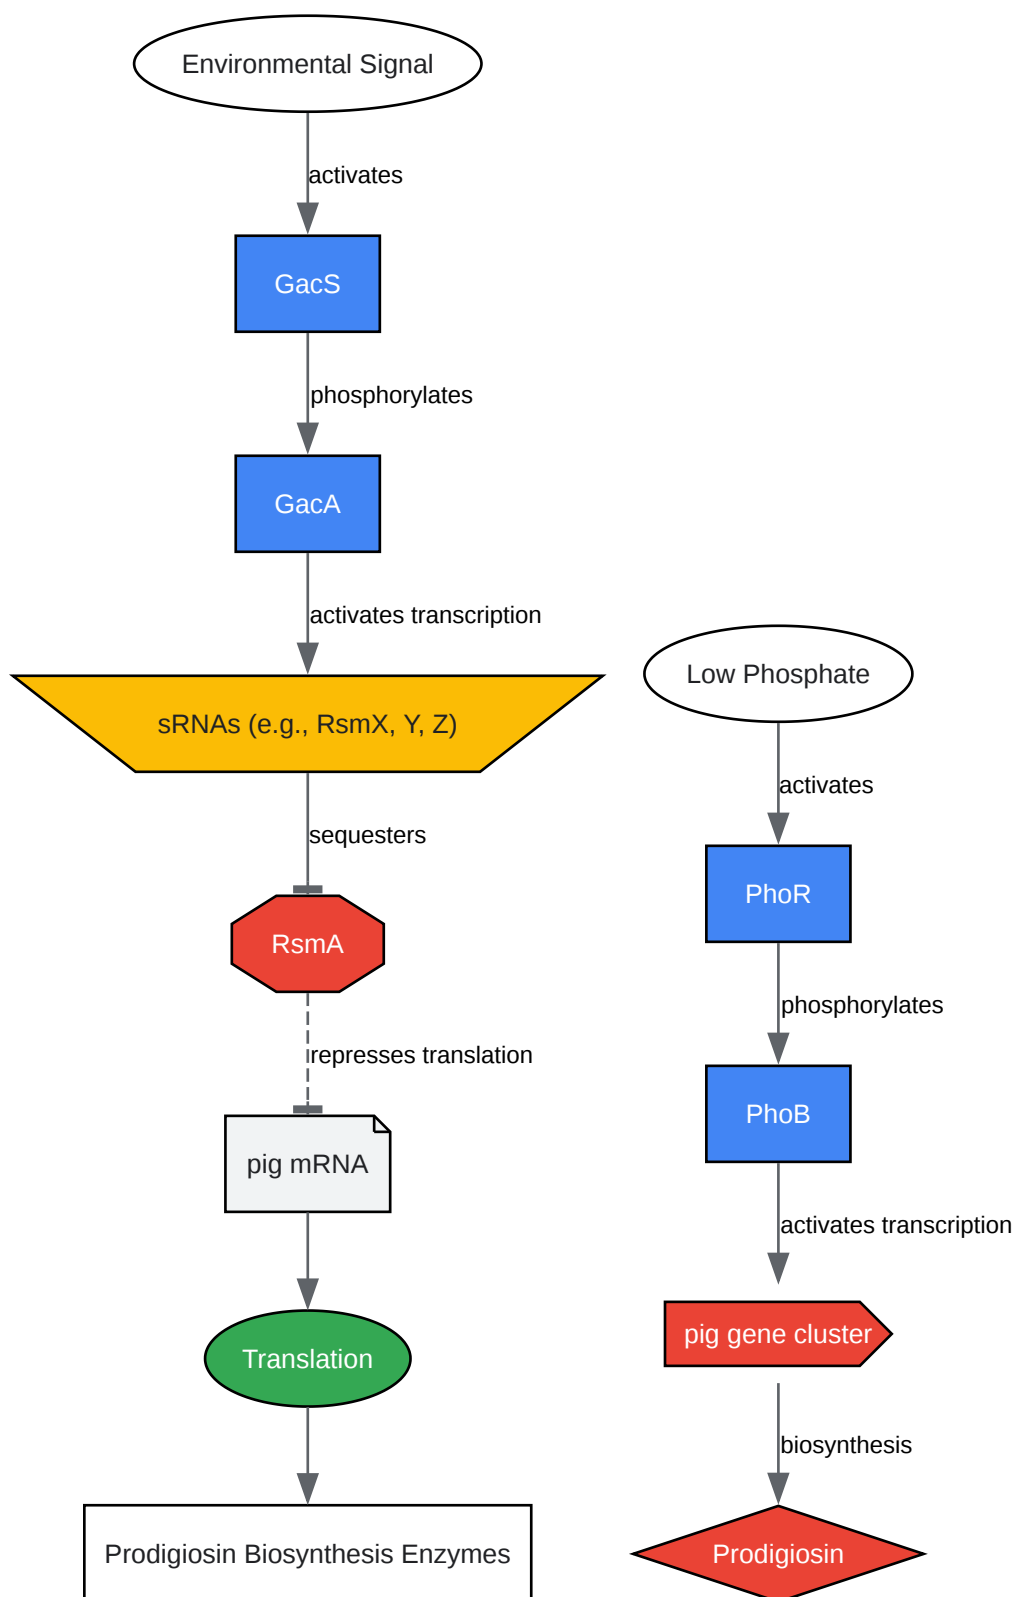 Environmental Signal
activates
GacS
phosphorylates
GacA
activates transcription
sRNAs (e.g., RsmX, Y, Z)
sequesters
RsmA
represses translation
pig mRNA
Translation
Prodigiosin Biosynthesis Enzymes
Low Phosphate
activates
PhoR
phosphorylates
PhoB
activates transcription
pig gene cluster
biosynthesis
Prodigiosin